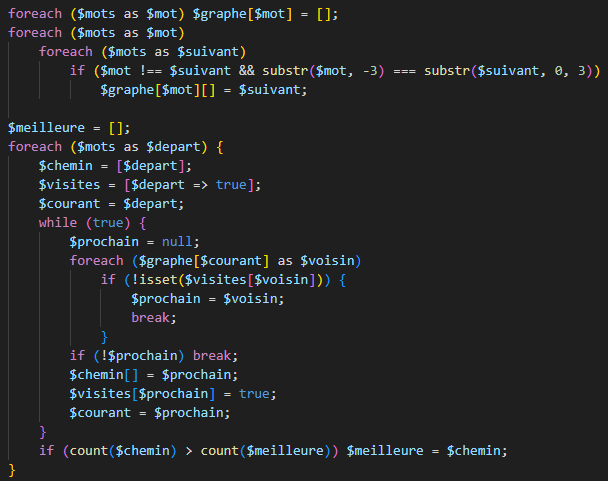 foreach ($mots as $mot) $graphe[$mot] = [];
foreach ($mots as $mot)
    foreach ($mots as $suivant)
        if ($mot !== $suivant && substr($mot, -3) === substr($suivant, 0, 3))
            $graphe[$mot][] = $suivant;

$meilleure = [];
foreach ($mots as $depart) {
    $chemin = [$depart];
    $visites = [$depart => true];
    $courant = $depart;
    while (true) {
        $prochain = null;
        foreach ($graphe[$courant] as $voisin)
            if (!isset($visites[$voisin])) {
                $prochain = $voisin;
                break;
            }
        if (!$prochain) break;
        $chemin[] = $prochain;
        $visites[$prochain] = true;
        $courant = $prochain;
    }
    if (count($chemin) > count($meilleure)) $meilleure = $chemin;
}